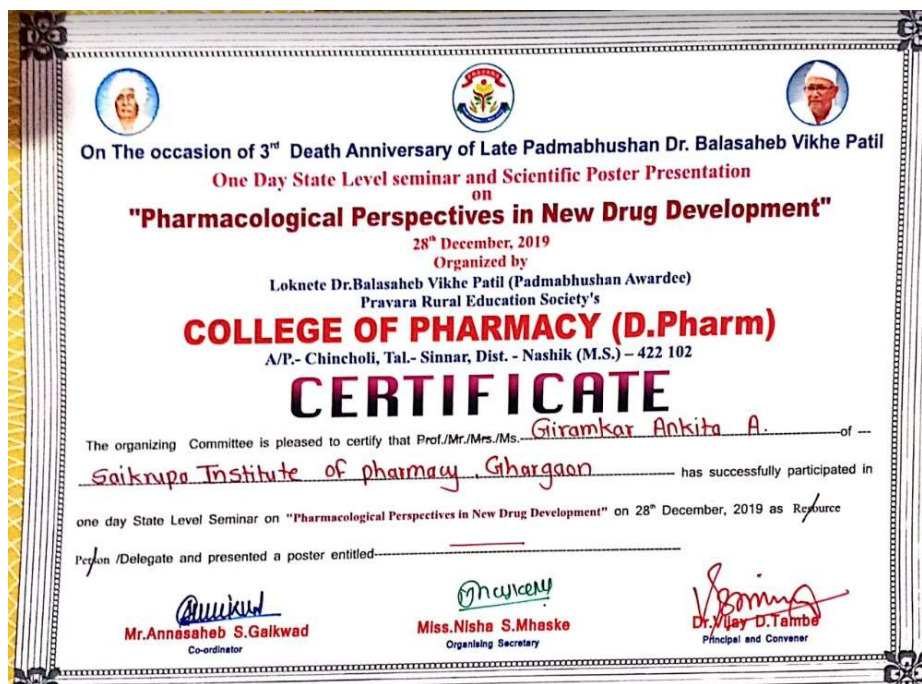 PRAVARA
On The occasion of 3rd Death Anniversary of Late Padmabhushan Dr. Balasaheb Vikhe Patil
One Day State Level seminar and Scientific Poster Presentation
on
"Pharmacological Perspectives in New Drug Development"
28th December, 2019
Organized by
Loknete Dr.Balasaheb Vikhe Patil (Padmabhushan Awardee)
Pravara Rural Education Society's
COLLEGE OF PHARMACY (D.Pharm)
A/P.- Chincholi, Tal.- Sinnar, Dist. - Nashik (M.S.) – 422 102
CERTIFICATE
The organizing Committee is pleased to certify that Prof./Mr./Mrs./Ms. Giramkar Ankita A. of
Saikrupa Institute of pharmacy, Ghargaon has successfully participated in
one day State Level Seminar on "Pharmacological Perspectives in New Drug Development" on 28th December, 2019 as Resource
Person /Delegate and presented a poster entitled
Mr.Annasaheb S.Gaikwad
Co-ordinator
Miss.Nisha S.Mhaske
Organising Secretary
Dr.Vijay D.Tambe
Principal and Convener